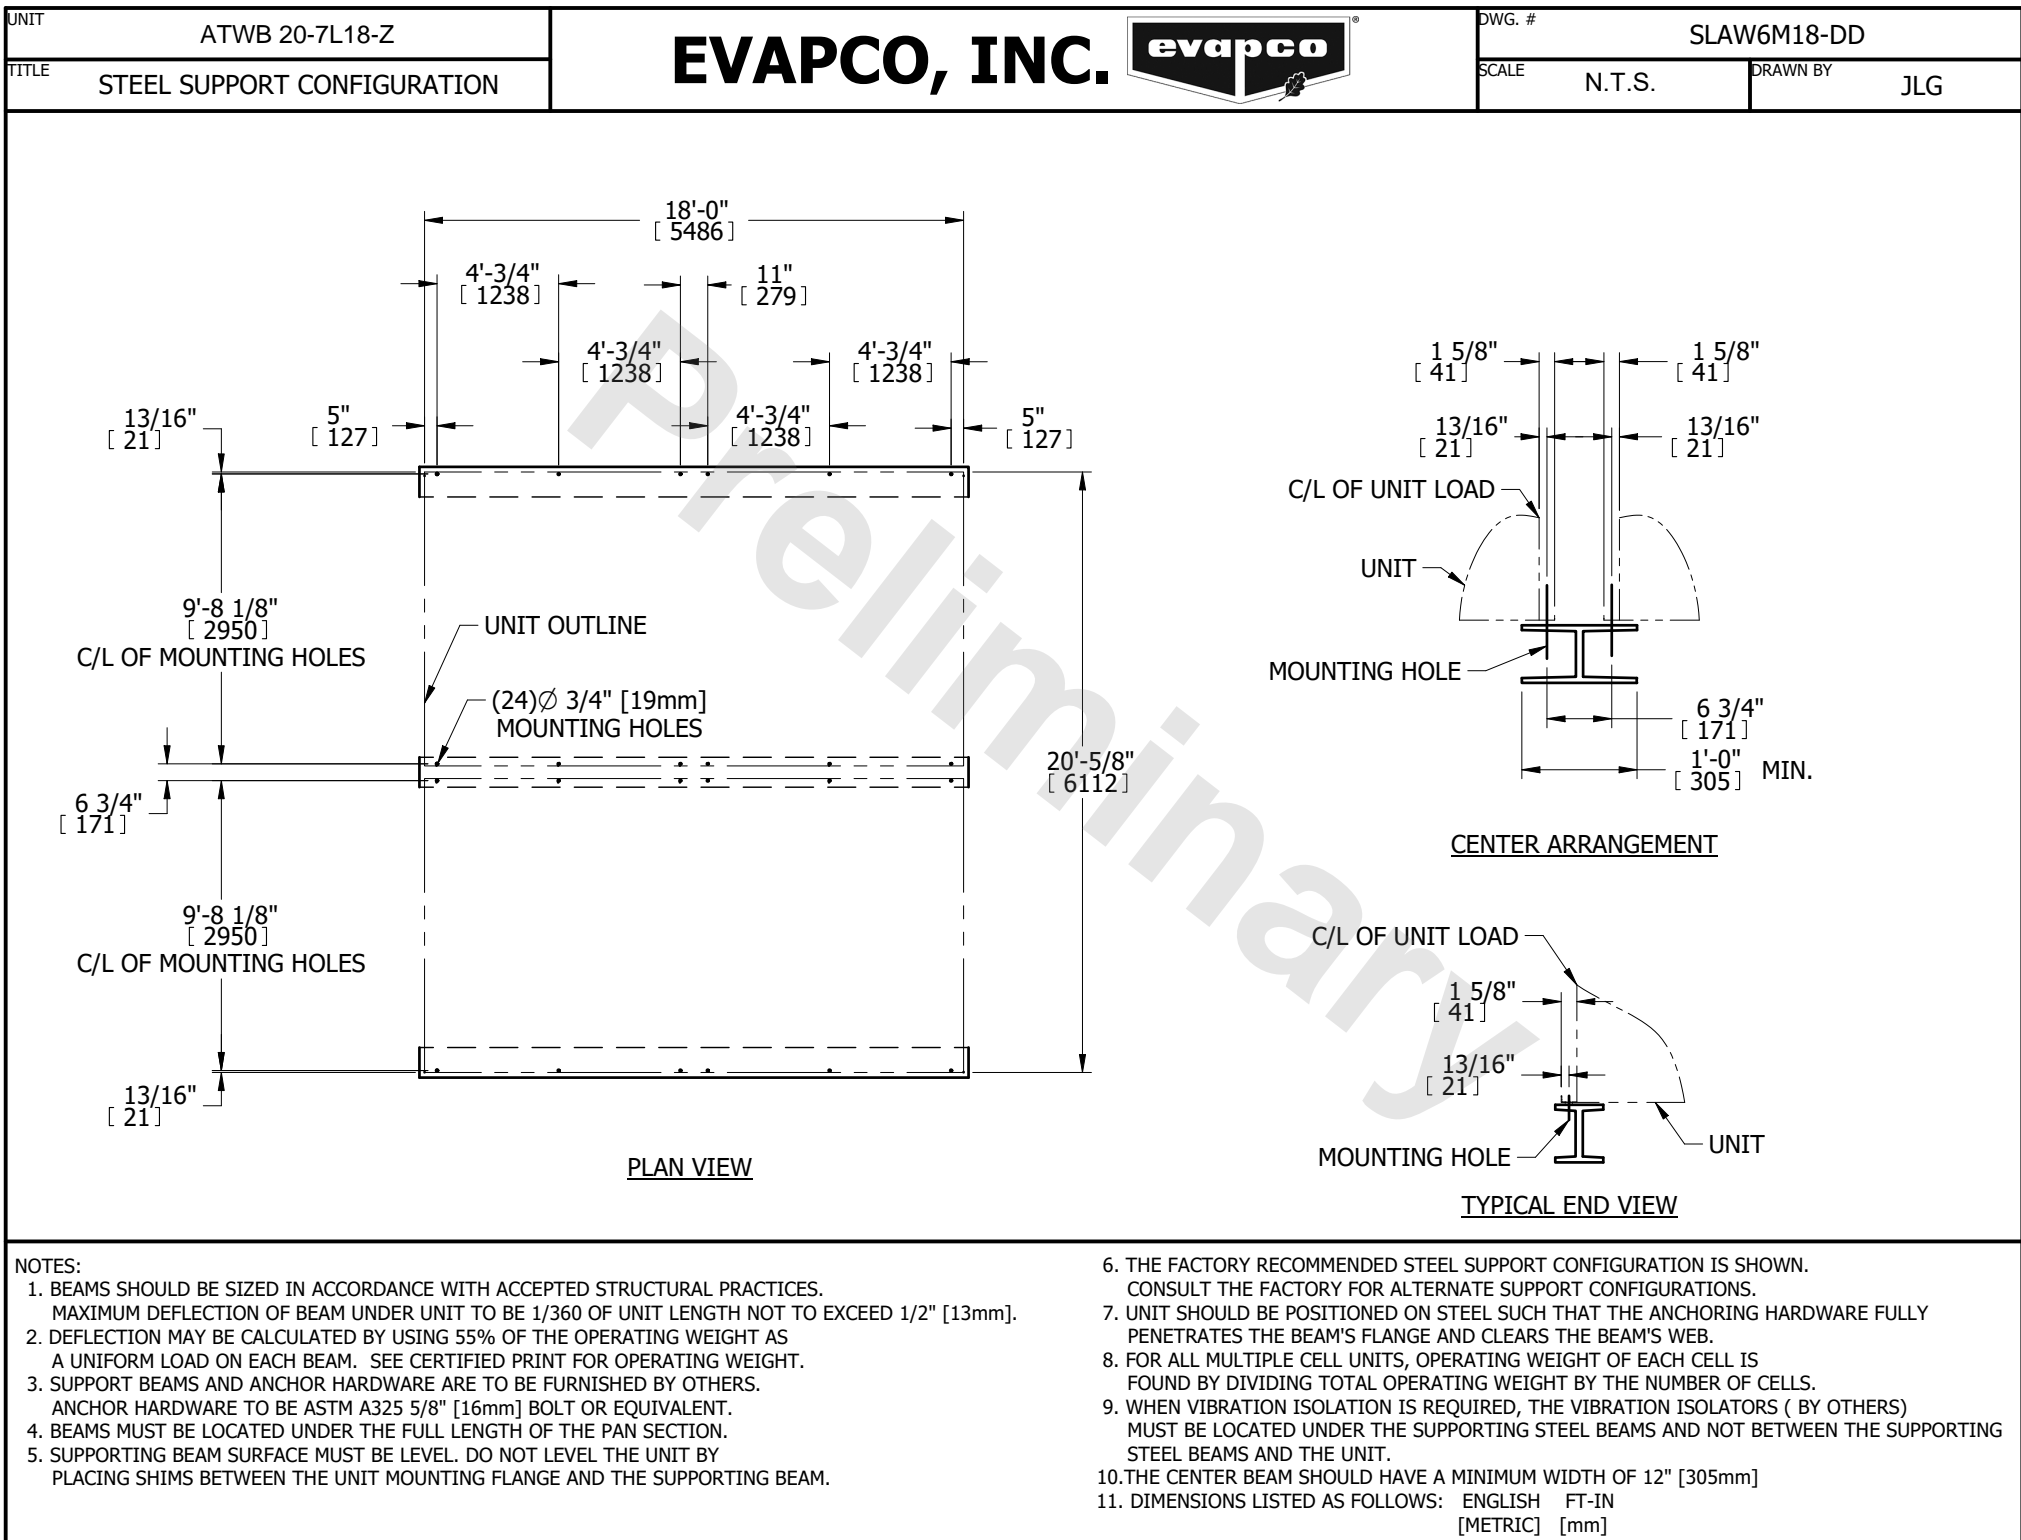 UNIT
ATWB 20-7L18-Z
TITLE
STEEL SUPPORT CONFIGURATION
EVAPCO, INC.
evapco
®
DWG. #
SLAW6M18-DD
SCALE
N.T.S.
DRAWN BY
JLG
18'-0"
[ 5486 ]
4'-3/4"
[ 1238 ]
11"
[ 279 ]
4'-3/4"
[ 1238 ]
4'-3/4"
[ 1238 ]
13/16"
[ 21 ]
5"
[ 127 ]
4'-3/4"
[ 1238 ]
5"
[ 127 ]
9'-8 1/8"
[ 2950 ]
C/L OF MOUNTING HOLES
UNIT OUTLINE
(24)∅ 3/4" [19mm]
MOUNTING HOLES
6 3/4"
[ 171 ]
20'-5/8"
[ 6112 ]
9'-8 1/8"
[ 2950 ]
C/L OF MOUNTING HOLES
13/16"
[ 21 ]
PLAN VIEW
Preliminary
1 5/8"
[ 41 ]
1 5/8"
[ 41 ]
13/16"
[ 21 ]
13/16"
[ 21 ]
C/L OF UNIT LOAD
UNIT
MOUNTING HOLE
6 3/4"
[ 171 ]
1'-0"
[ 305 ]
MIN.
CENTER ARRANGEMENT
C/L OF UNIT LOAD
1 5/8"
[ 41 ]
13/16"
[ 21 ]
MOUNTING HOLE
UNIT
TYPICAL END VIEW
NOTES:
1. BEAMS SHOULD BE SIZED IN ACCORDANCE WITH ACCEPTED STRUCTURAL PRACTICES.
MAXIMUM DEFLECTION OF BEAM UNDER UNIT TO BE 1/360 OF UNIT LENGTH NOT TO EXCEED 1/2" [13mm].
2. DEFLECTION MAY BE CALCULATED BY USING 55% OF THE OPERATING WEIGHT AS
A UNIFORM LOAD ON EACH BEAM. SEE CERTIFIED PRINT FOR OPERATING WEIGHT.
3. SUPPORT BEAMS AND ANCHOR HARDWARE ARE TO BE FURNISHED BY OTHERS.
ANCHOR HARDWARE TO BE ASTM A325 5/8" [16mm] BOLT OR EQUIVALENT.
4. BEAMS MUST BE LOCATED UNDER THE FULL LENGTH OF THE PAN SECTION.
5. SUPPORTING BEAM SURFACE MUST BE LEVEL. DO NOT LEVEL THE UNIT BY
PLACING SHIMS BETWEEN THE UNIT MOUNTING FLANGE AND THE SUPPORTING BEAM.
6. THE FACTORY RECOMMENDED STEEL SUPPORT CONFIGURATION IS SHOWN.
CONSULT THE FACTORY FOR ALTERNATE SUPPORT CONFIGURATIONS.
7. UNIT SHOULD BE POSITIONED ON STEEL SUCH THAT THE ANCHORING HARDWARE FULLY
PENETRATES THE BEAM'S FLANGE AND CLEARS THE BEAM'S WEB.
8. FOR ALL MULTIPLE CELL UNITS, OPERATING WEIGHT OF EACH CELL IS
FOUND BY DIVIDING TOTAL OPERATING WEIGHT BY THE NUMBER OF CELLS.
9. WHEN VIBRATION ISOLATION IS REQUIRED, THE VIBRATION ISOLATORS ( BY OTHERS)
MUST BE LOCATED UNDER THE SUPPORTING STEEL BEAMS AND NOT BETWEEN THE SUPPORTING
STEEL BEAMS AND THE UNIT.
10.THE CENTER BEAM SHOULD HAVE A MINIMUM WIDTH OF 12" [305mm]
11. DIMENSIONS LISTED AS FOLLOWS: ENGLISH FT-IN
[METRIC] [mm]